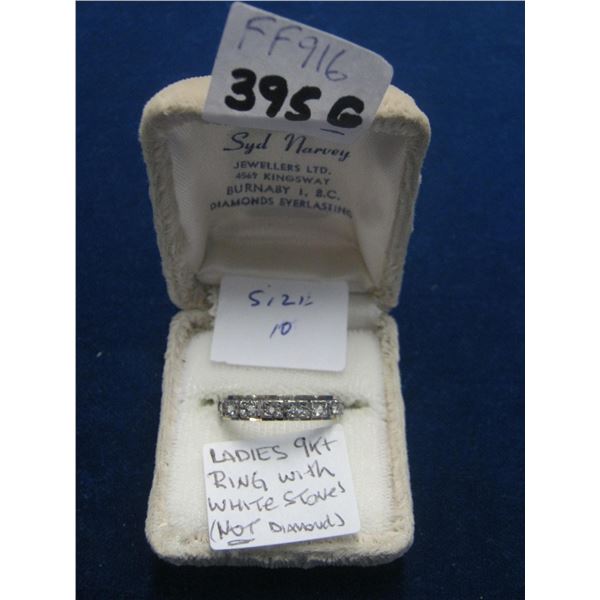 FF916
395G
Syd Narvey
JEWELLERS LTD.
4569 KINGSWAY
BURNABY 1, B.C.
DIAMONDS EVERLASTING
SIZE
10
LADIES 9KT
RING WITH
WHITE STONES
(NOT DIAMONDS)